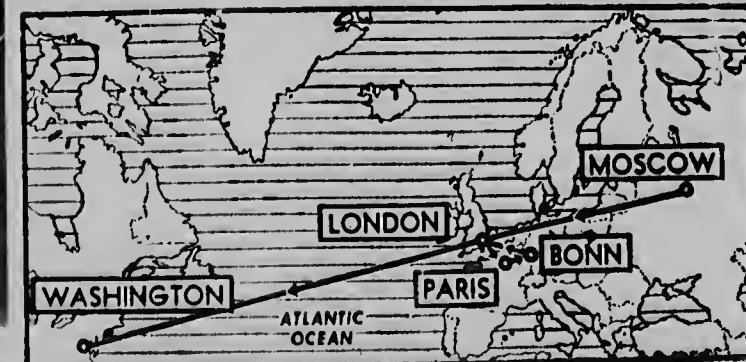 MOSCOW
LONDON
BONN
PARIS
WASHINGTON
ATLANTIC
OCEAN